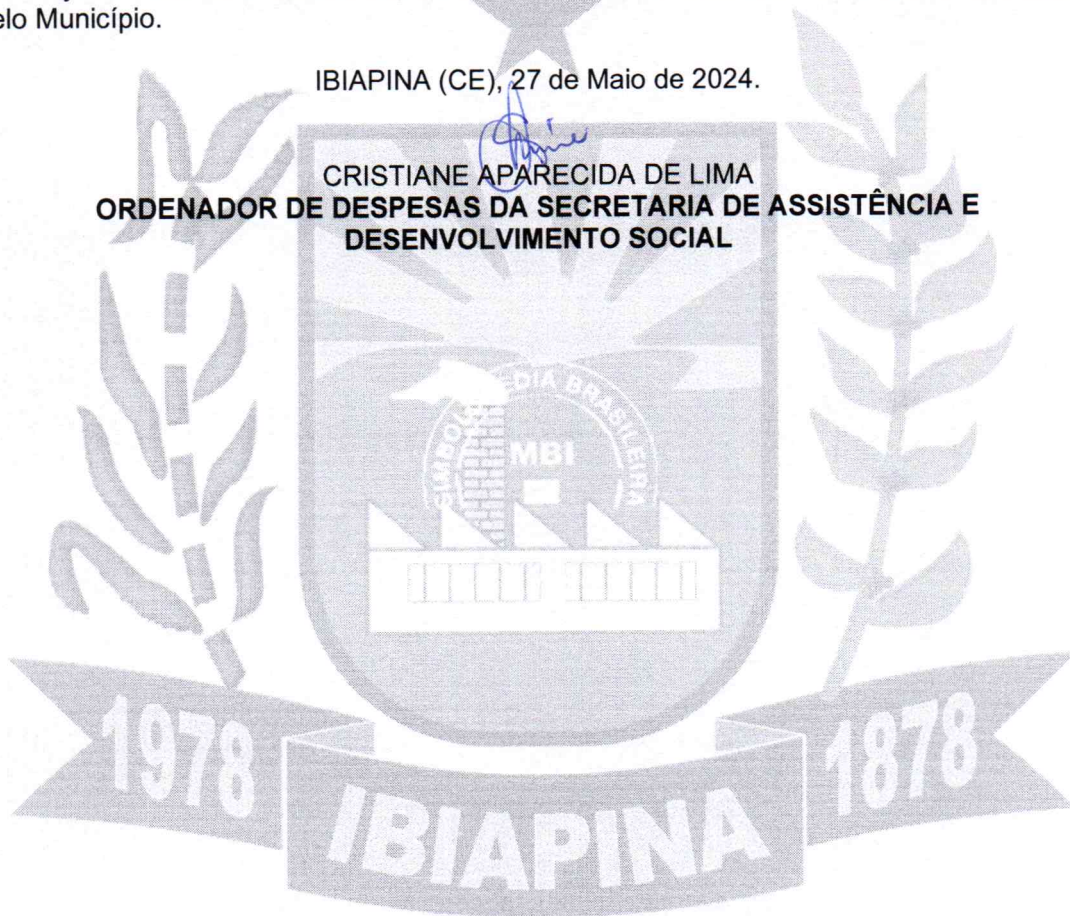 elo Município.
IBIAPINA (CE), 27 de Maio de 2024.
CRISTIANE APARECIDA DE LIMA
ORDENADOR DE DESPESAS DA SECRETARIA DE ASSISTÊNCIA E
DESENVOLVIMENTO SOCIAL
MBI
1978
1878
IBIAPINA